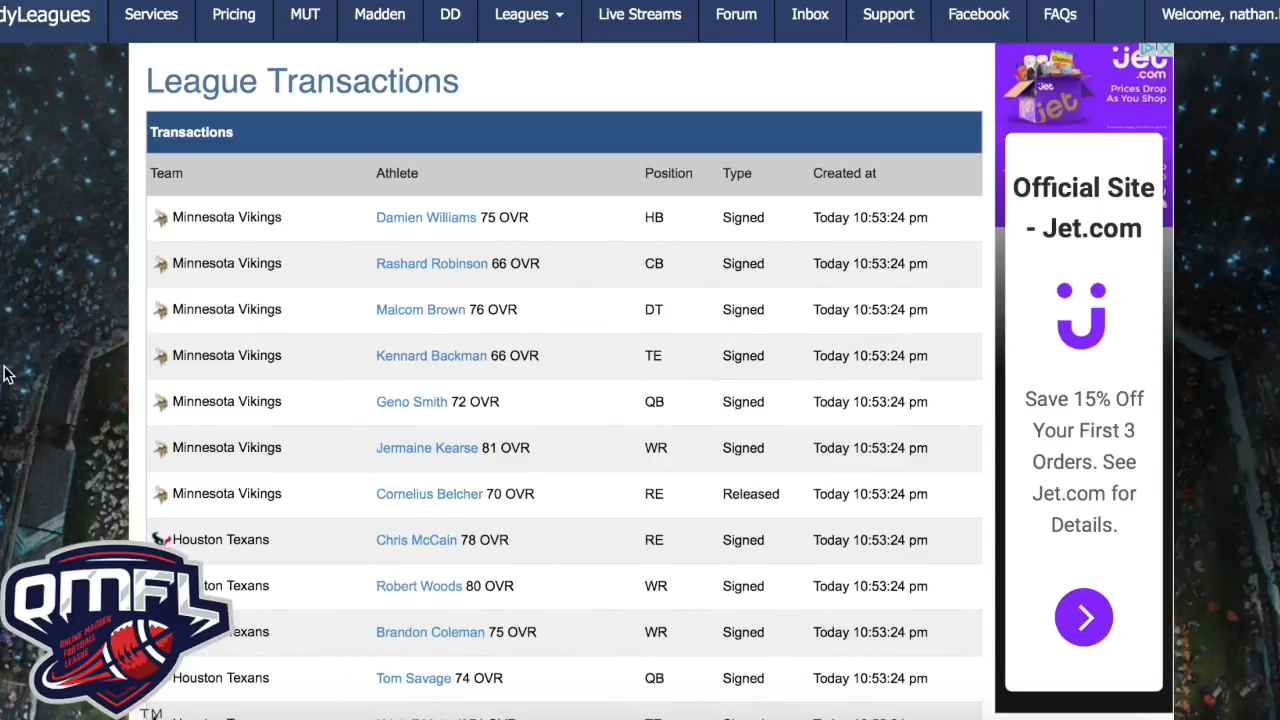 dyLeagues Services Pricing MUT Madden DD Leagues Live Streams Forum Inbox Support Facebook FAQs Welcome, nathan.
League Transactions
Transactions
Team Athlete Position Type Created at
Minnesota Vikings Damien Williams 75 OVR HB Signed Today 10:53:24 pm
Minnesota Vikings Rashard Robinson 66 OVR CB Signed Today 10:53:24 pm
Minnesota Vikings Malcom Brown 76 OVR DT Signed Today 10:53:24 pm
Minnesota Vikings Kennard Backman 66 OVR TE Signed Today 10:53:24 pm
Minnesota Vikings Geno Smith 72 OVR QB Signed Today 10:53:24 pm
Minnesota Vikings Jermaine Kearse 81 OVR WR Signed Today 10:53:24 pm
Minnesota Vikings Cornelius Belcher 70 OVR RE Released Today 10:53:24 pm
Houston Texans Chris McCain 78 OVR RE Signed Today 10:53:24 pm
ton Texans Robert Woods 80 OVR WR Signed Today 10:53:24 pm
exans Brandon Coleman 75 OVR WR Signed Today 10:53:24 pm
Houston Texans Tom Savage 74 OVR QB Signed Today 10:53:24 pm
Jet
.com
Prices Drop
As You Shop
Jet
jet
Official Site
- Jet.com
Save 15% Off
Your First 3
Orders. See
Jet.com for
Details.
OMFL
ONLINE MADDEN
FOOTBALL
LEAGUE
TM